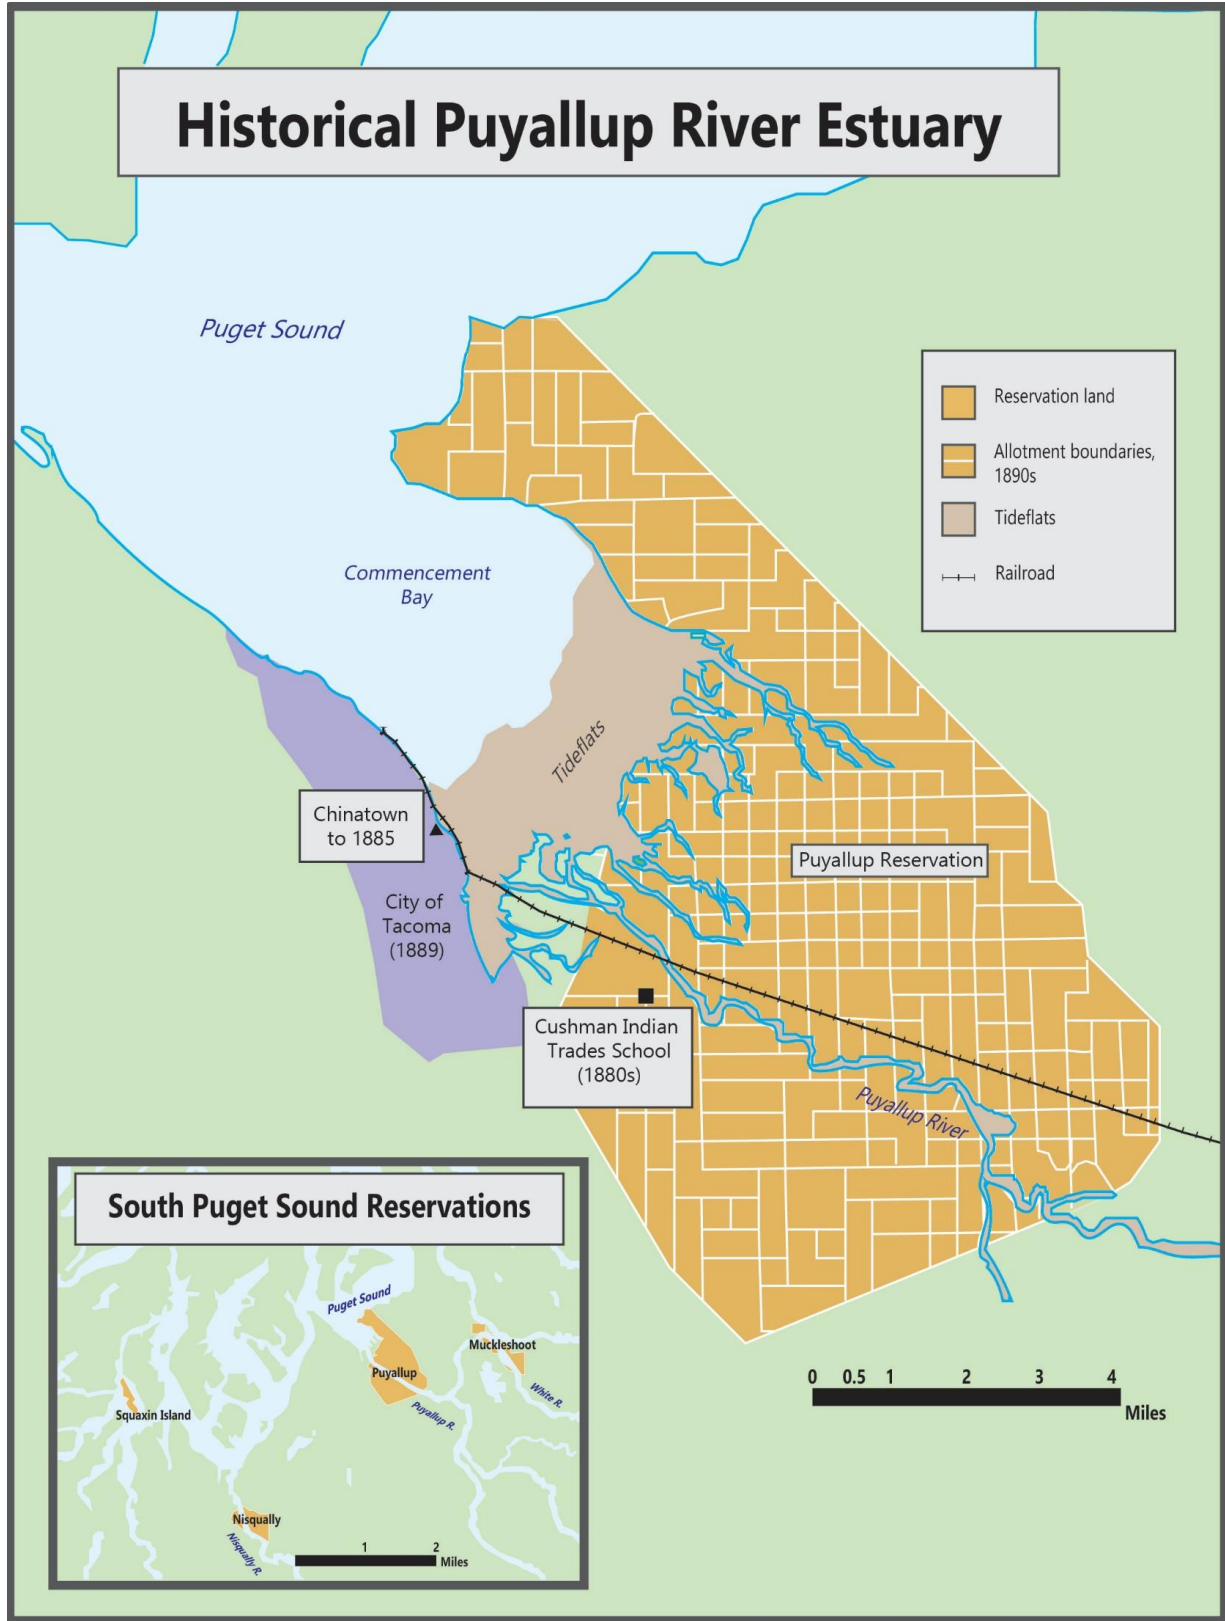 Historical Puyallup River Estuary
Puget Sound
Reservation land
Allotment boundaries,
1890s
Tideflats
Railroad
Commencement
Bay
Tideflats
Chinatown
to 1885
Puyallup Reservation
City of
Tacoma
(1889)
Cushman Indian
Trades School
(1880s)
Puyallup River
South Puget Sound Reservations
Puget Sound
Muckleshoot
Puyallup
White R.
Puyallup R.
Squaxin Island
Nisqually
Nisqually R.
1 2
Miles
0 0.5 1 2 3 4
Miles